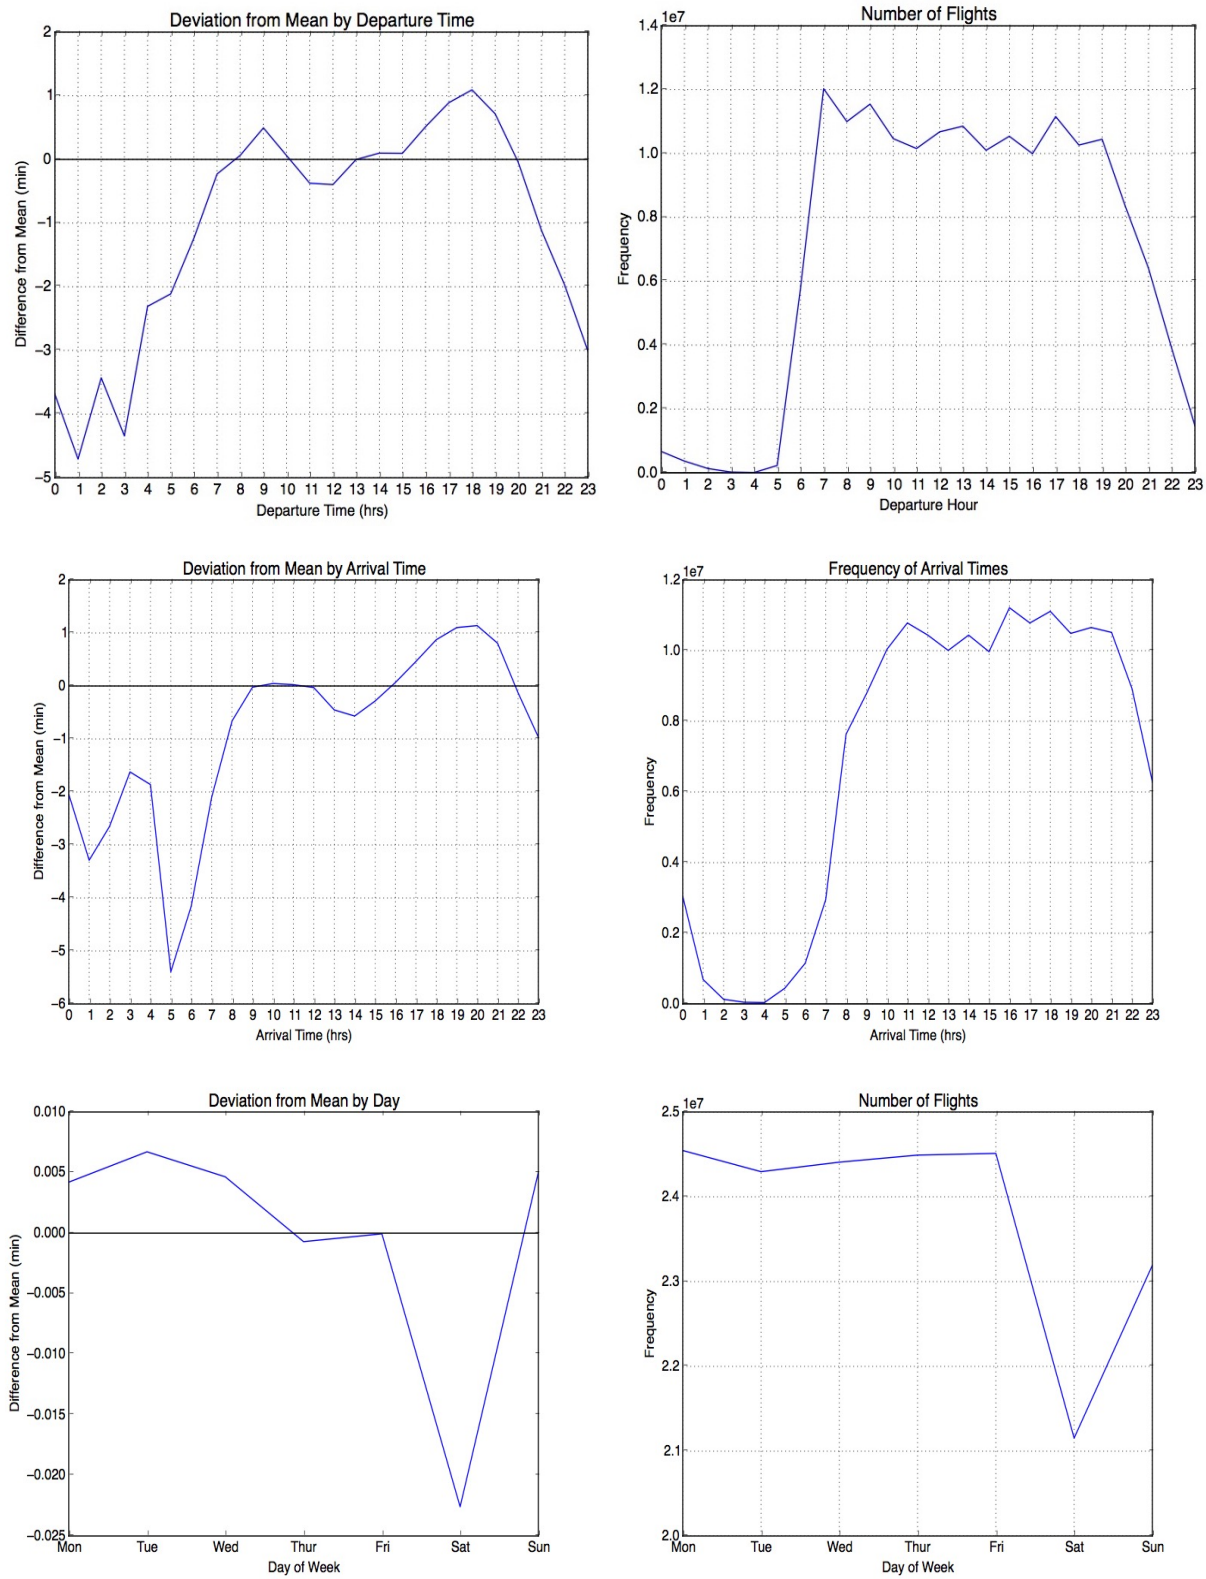 Deviation from Mean by Departure Time
2
1
0
−1
−2
−3
−4
−5
Difference from Mean (min)
0 1 2 3 4 5 6 7 8 9 10 11 12 13 14 15 16 17 18 19 20 21 22 23
Departure Time (hrs)
Number of Flights
1e7
1.4
1.2
1.0
0.8
0.6
0.4
0.2
0.0
Frequency
0 1 2 3 4 5 6 7 8 9 10 11 12 13 14 15 16 17 18 19 20 21 22 23
Departure Hour
Deviation from Mean by Arrival Time
2
1
0
−1
−2
−3
−4
−5
−6
Difference from Mean (min)
0 1 2 3 4 5 6 7 8 9 10 11 12 13 14 15 16 17 18 19 20 21 22 23
Arrival Time (hrs)
Frequency of Arrival Times
1e7
1.2
1.0
0.8
0.6
0.4
0.2
0.0
Frequency
0 1 2 3 4 5 6 7 8 9 10 11 12 13 14 15 16 17 18 19 20 21 22 23
Arrival Time (hrs)
Deviation from Mean by Day
0.010
0.005
0.000
−0.005
−0.010
−0.015
−0.020
−0.025
Difference from Mean (min)
Mon Tue Wed Thur Fri Sat Sun
Day of Week
Number of Flights
1e7
2.5
2.4
2.3
2.2
2.1
2.0
Frequency
Mon Tue Wed Thur Fri Sat Sun
Day of Week